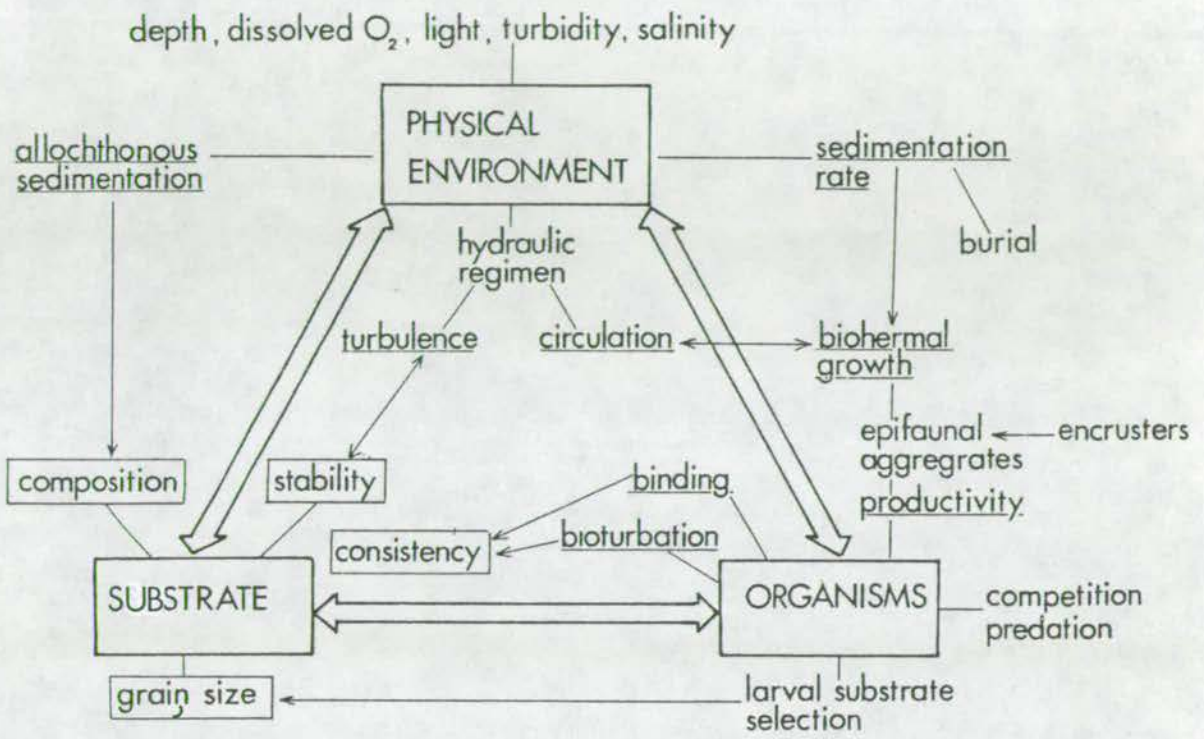 depth, dissolved O₂, light, turbidity, salinity
PHYSICAL
ENVIRONMENT
allochthonous
sedimentation
sedimentation
rate
burial
hydraulic
regimen
turbulence
circulation
biohermal
growth
epifaunal
aggregrates
encrusters
composition
stability
binding
productivity
consistency
bioturbation
SUBSTRATE
ORGANISMS
competition
predation
grain size
larval substrate
selection